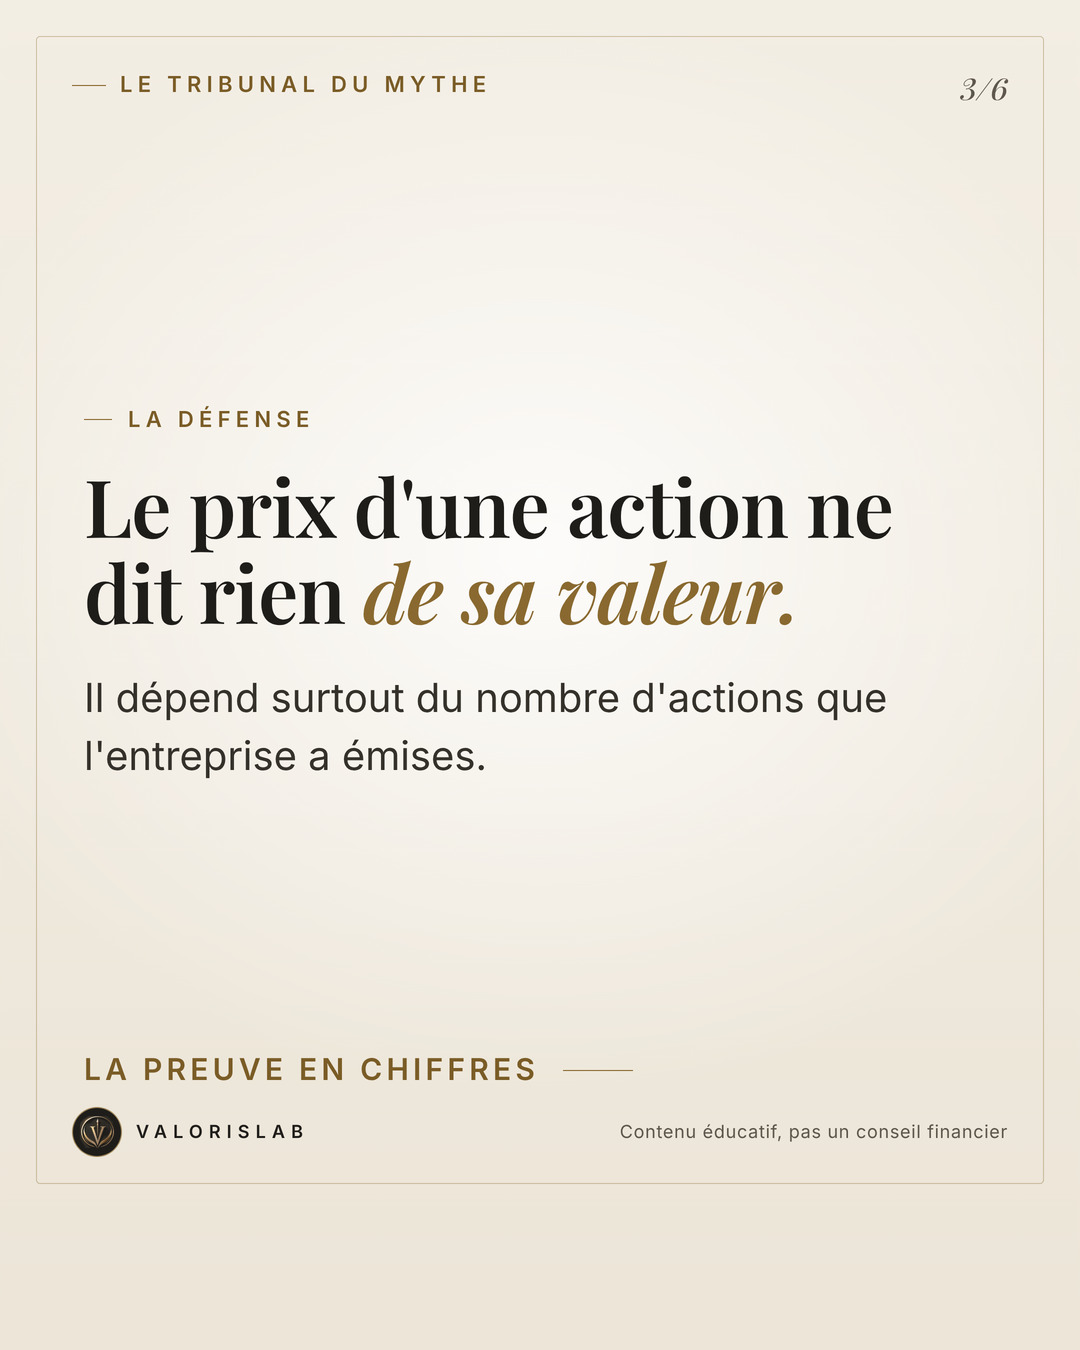 LE TRIBUNAL DU MYTHE
3/6
LA DÉFENSE
Le prix d'une action ne
dit rien de sa valeur.
Il dépend surtout du nombre d'actions que
l'entreprise a émises.
LA PREUVE EN CHIFFRES
VALORISLAB
Contenu éducatif, pas un conseil financier